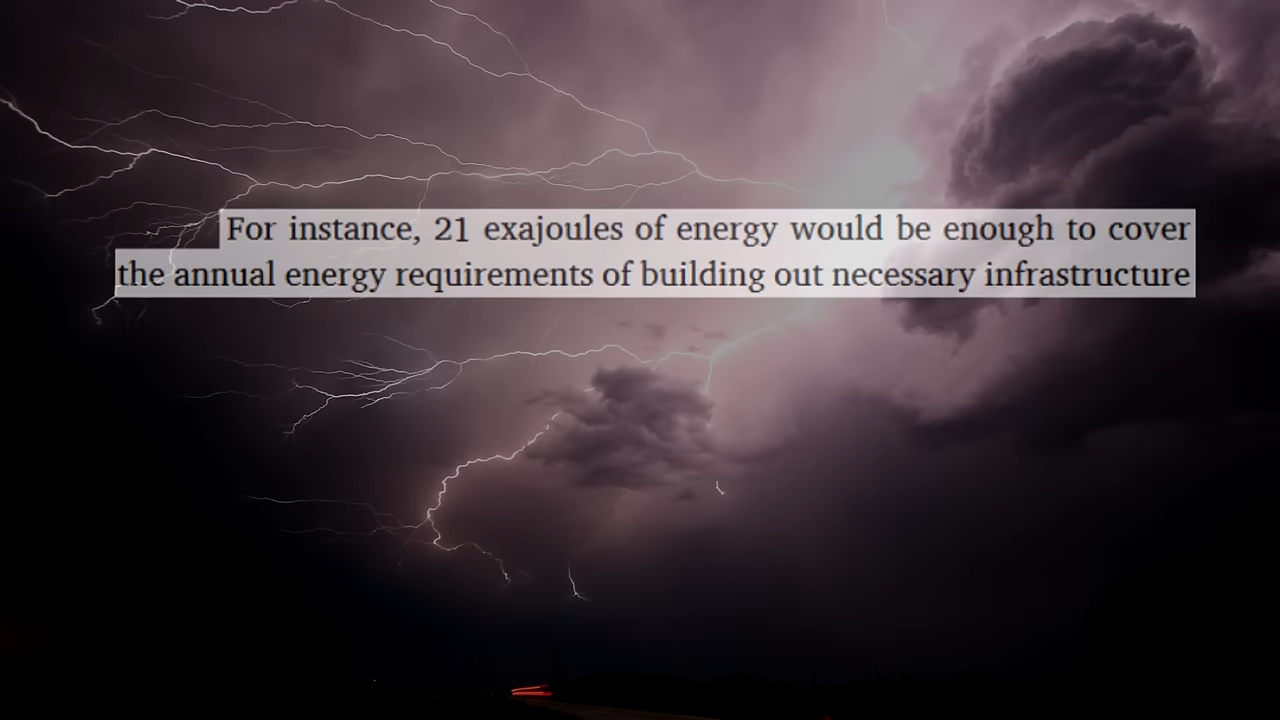 For instance, 21 exajoules of energy would be enough to cover
the annual energy requirements of building out necessary infrastructure